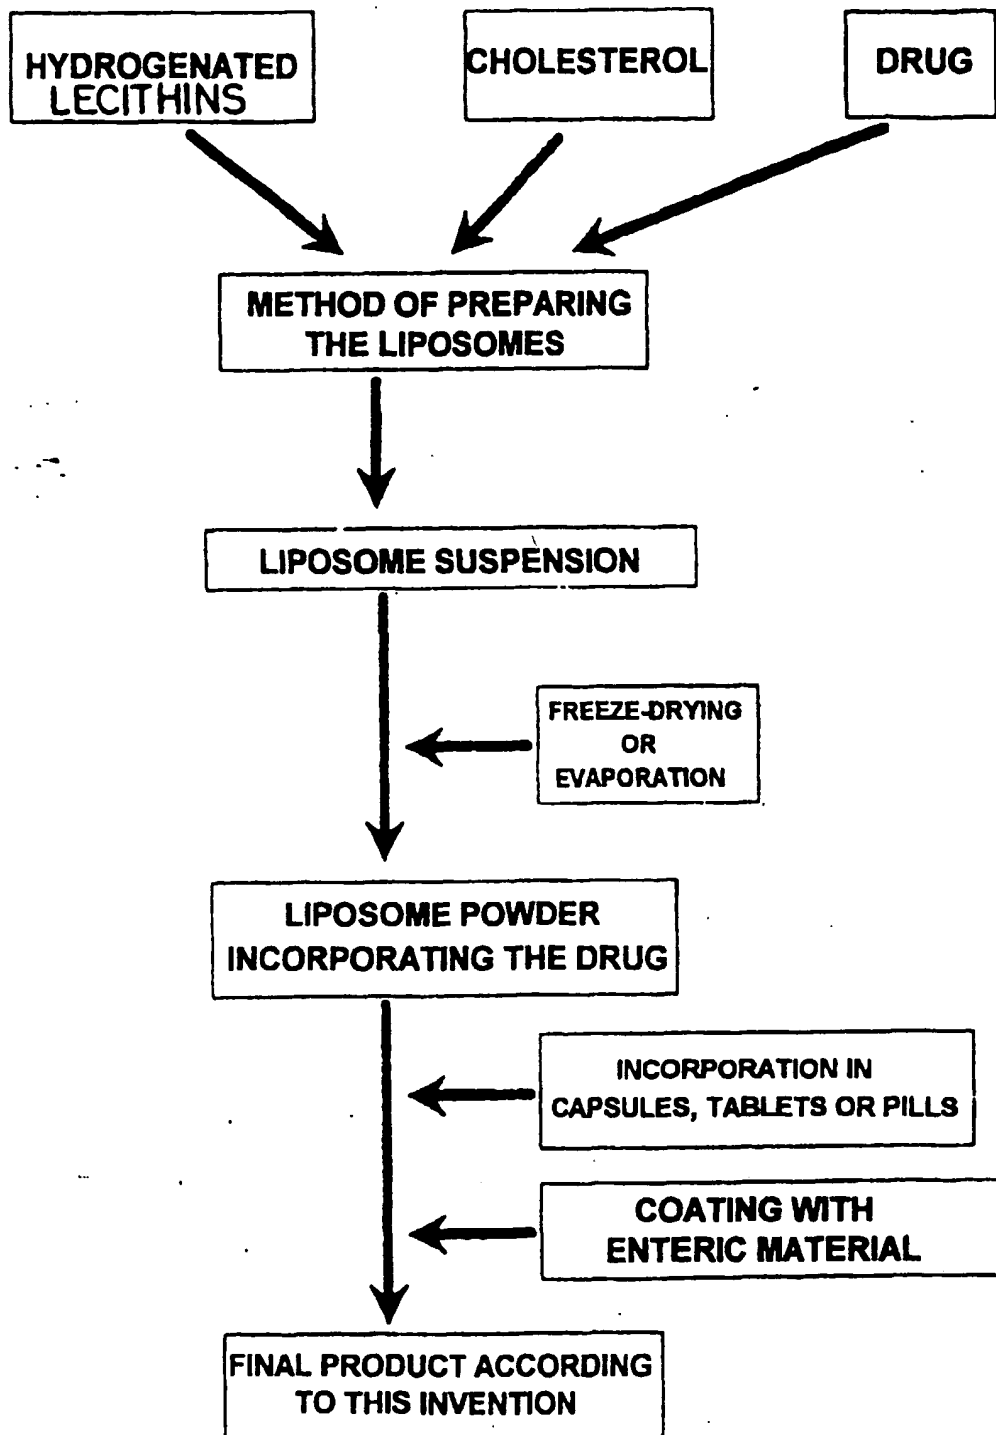 HYDROGENATED
LECITHINS
CHOLESTEROL
DRUG
METHOD OF PREPARING
THE LIPOSOMES
LIPOSOME SUSPENSION
FREEZE-DRYING
OR
EVAPORATION
LIPOSOME POWDER
INCORPORATING THE DRUG
INCORPORATION IN
CAPSULES, TABLETS OR PILLS
COATING WITH
ENTERIC MATERIAL
FINAL PRODUCT ACCORDING
TO THIS INVENTION